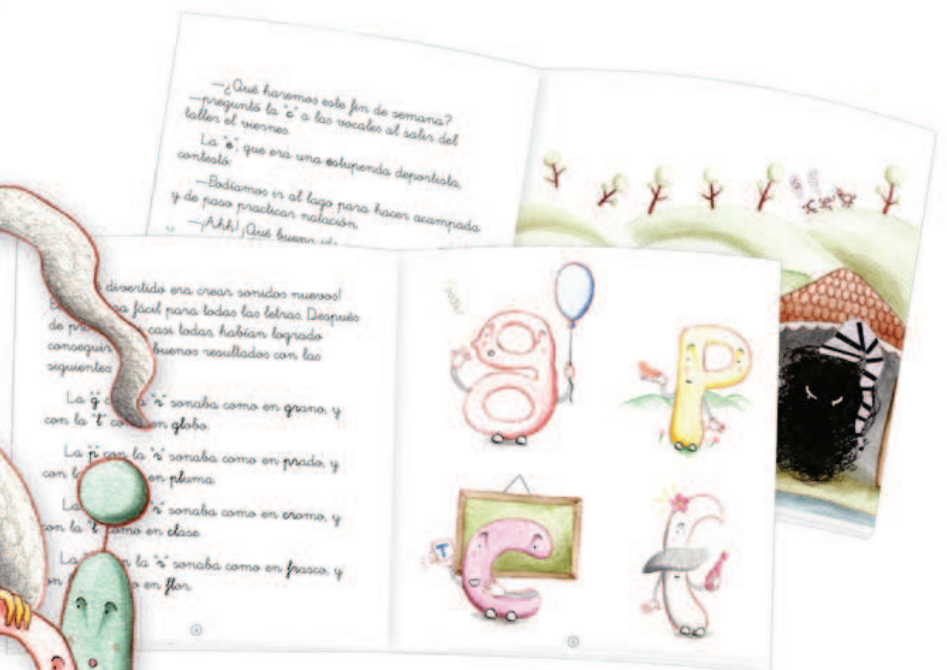 —¿Qué haremos este fin de semana?
—preguntó la "c" a las vocales al salir del
taller el viernes.
La "e", que era una estupenda deportista,
contestó:
—Podíamos ir al lago para hacer acampada
y de paso practicar natación.
—¡Ahh! ¡Qué buena
divertido era crear sonidos nuevos!
fácil para todas las letras. Después
de casi todas habían logrado
conseguir buenos resultados con las
siguientes
La "g" "r" sonaba como en grano, y
con la "l" en globo.
La "p" con la "r" sonaba como en prado, y
con en pluma.
La "r" sonaba como en cromo, y
con la "l" como en clase.
La la "r" sonaba como en frasco, y
en flor.
g
p
T
c
f